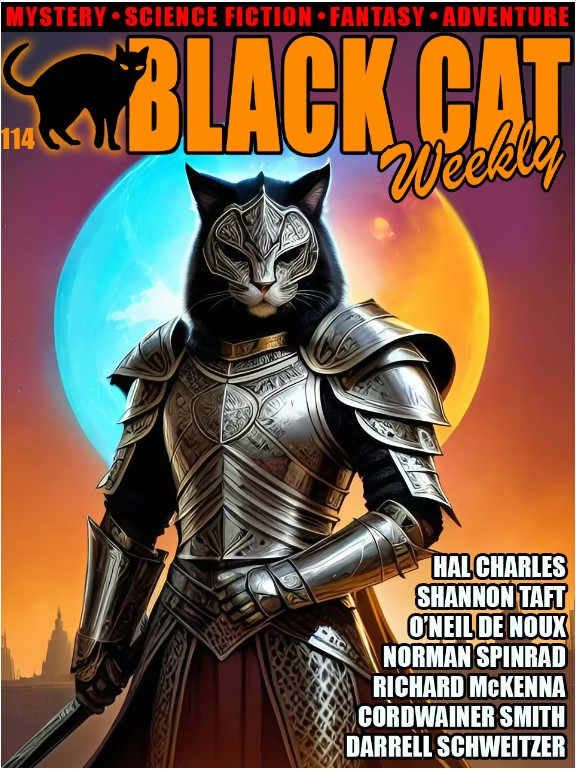 MYSTERY • SCIENCE FICTION • FANTASY • ADVENTURE
BLACK CAT
Weekly
114
HAL CHARLES
SHANNON TAFT
O'NEIL DE NOUX
NORMAN SPINRAD
RICHARD McKENNA
CORDWAINER SMITH
DARRELL SCHWEITZER